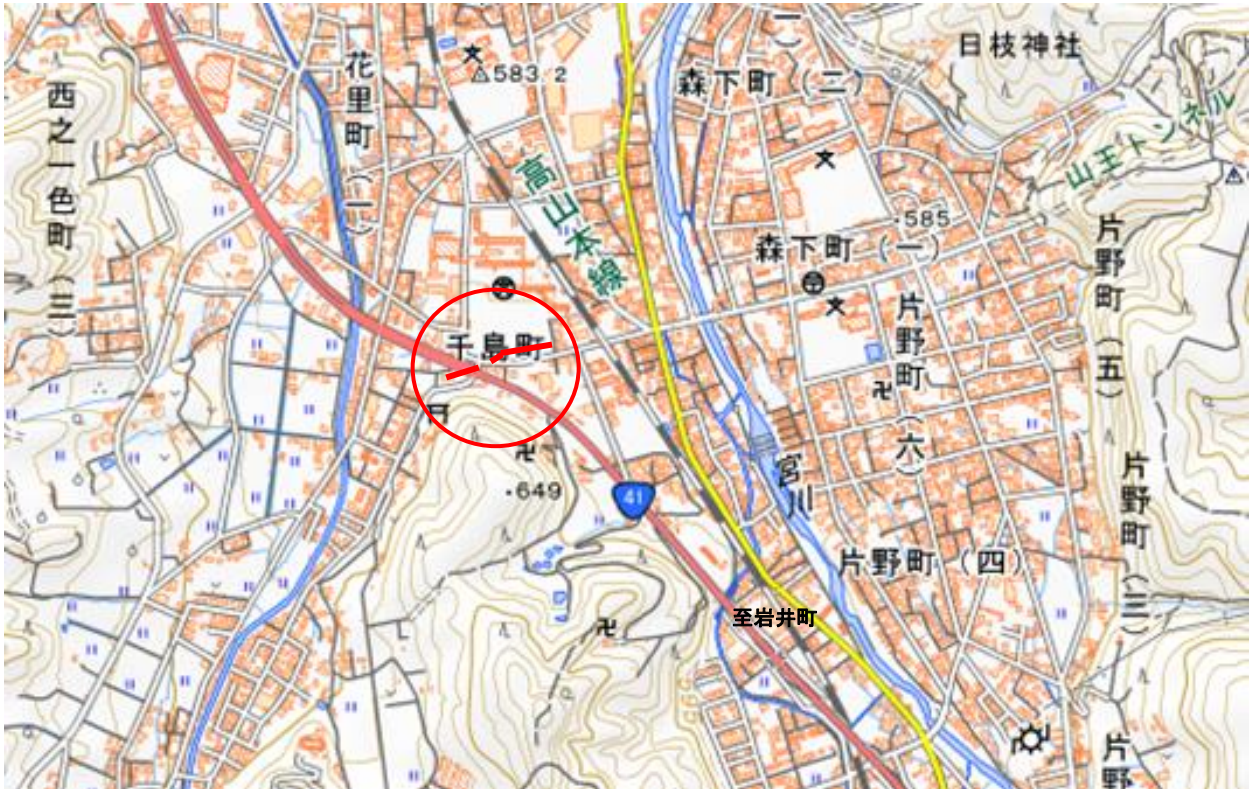 西之一色町(三)
花里町(一)
583.2
高山本線
森下町(二)
日枝神社
山王トンネル
・585
森下町(一)
片野町(六)
片野町(五)
千島町
・649
41
宮川
片野町(三)
片野町(四)
至岩井町
片野